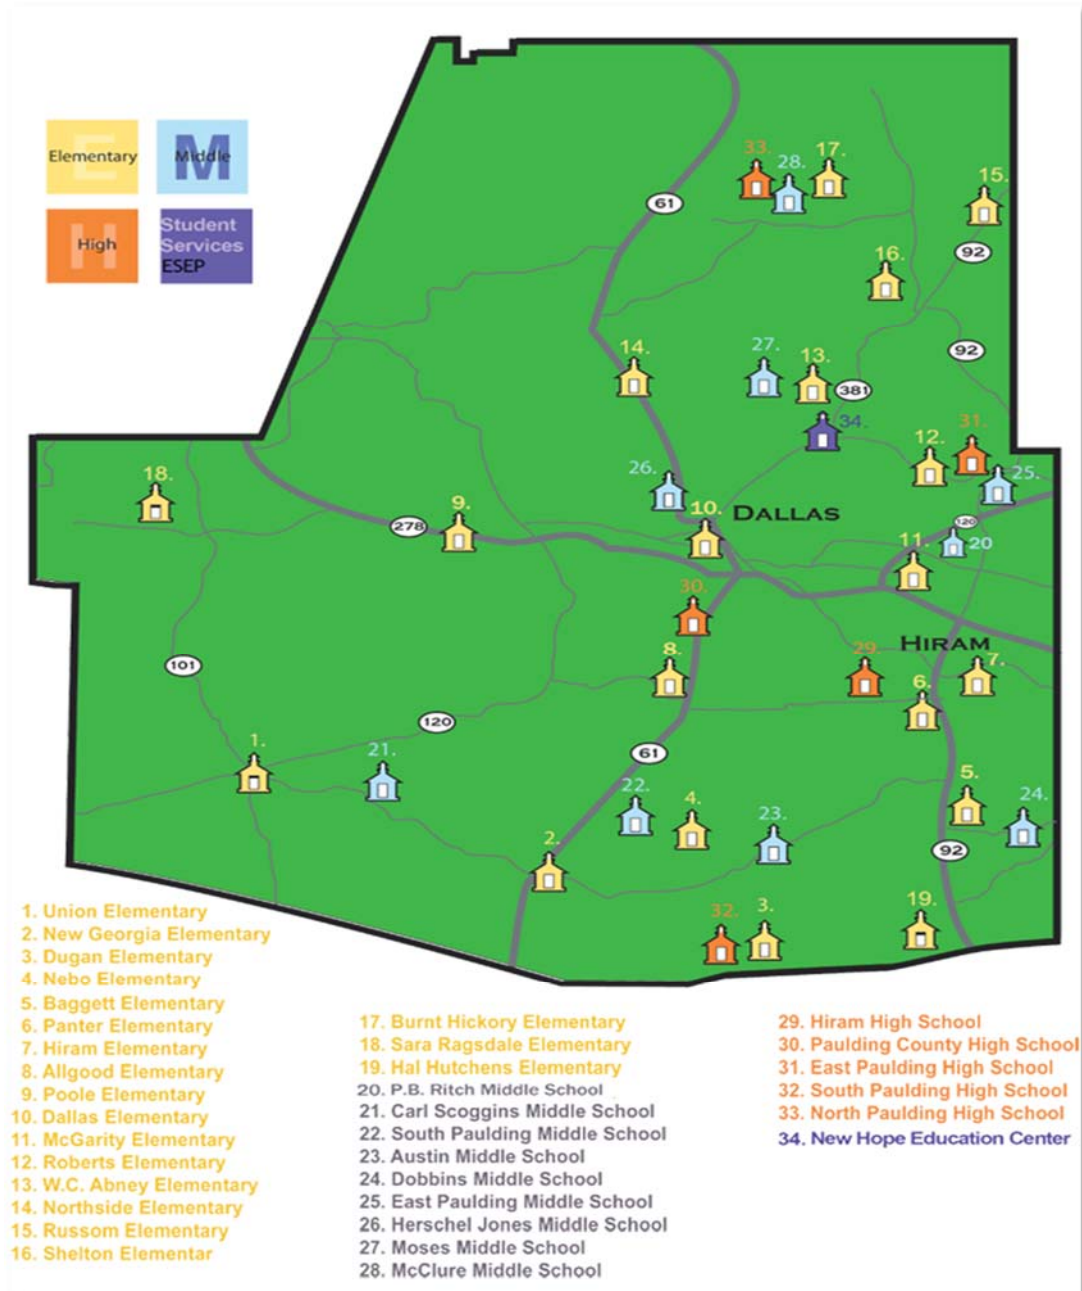 E
Elementary
M
Middle
H
High
Student
Services
ESEP
33.
28.
17.
15.
61
92
16.
14.
27.
13.
92
381
34.
31.
12.
25.
26.
18.
9.
10.
DALLAS
278
120
20
11.
30.
HIRAM
29.
7.
8.
6.
101
120
61
1.
21.
5.
22.
4.
23.
24.
2.
92
19.
32.
3.
1. Union Elementary
2. New Georgia Elementary
3. Dugan Elementary
4. Nebo Elementary
5. Baggett Elementary
6. Panter Elementary
7. Hiram Elementary
8. Allgood Elementary
9. Poole Elementary
10. Dallas Elementary
11. McGarity Elementary
12. Roberts Elementary
13. W.C. Abney Elementary
14. Northside Elementary
15. Russom Elementary
16. Shelton Elementar
17. Burnt Hickory Elementary
18. Sara Ragsdale Elementary
19. Hal Hutchens Elementary
20. P.B. Ritch Middle School
21. Carl Scoggins Middle School
22. South Paulding Middle School
23. Austin Middle School
24. Dobbins Middle School
25. East Paulding Middle School
26. Herschel Jones Middle School
27. Moses Middle School
28. McClure Middle School
29. Hiram High School
30. Paulding County High School
31. East Paulding High School
32. South Paulding High School
33. North Paulding High School
34. New Hope Education Center